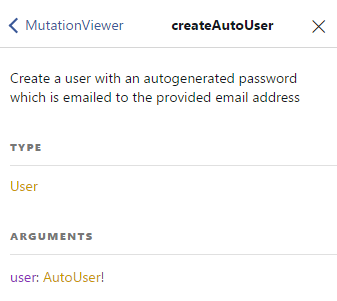 MutationViewer createAutoUser
Create a user with an autogenerated password
which is emailed to the provided email address
TYPE
User
ARGUMENTS
user: AutoUser!